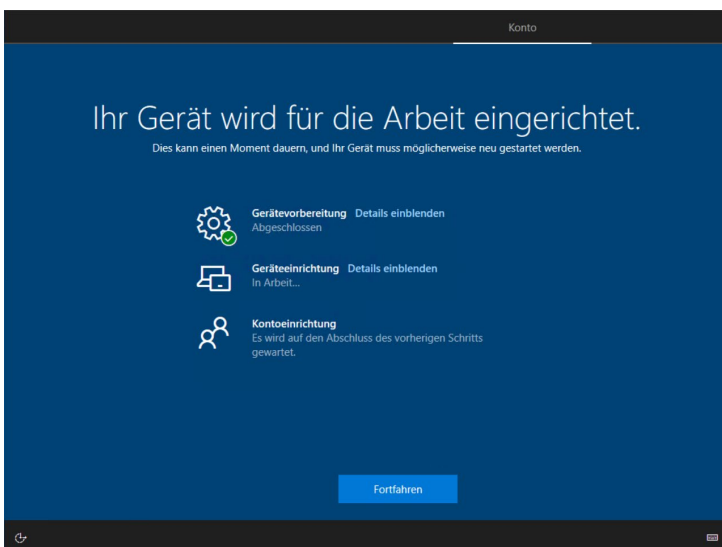 Konto
Ihr Gerät wird für die Arbeit eingerichtet.
Dies kann einen Moment dauern, und Ihr Gerät muss möglicherweise neu gestartet werden.
Gerätevorbereitung Details einblenden
Abgeschlossen
Geräteeinrichtung Details einblenden
In Arbeit...
Kontoeinrichtung
Es wird auf den Abschluss des vorherigen Schritts
gewartet.
Fortfahren